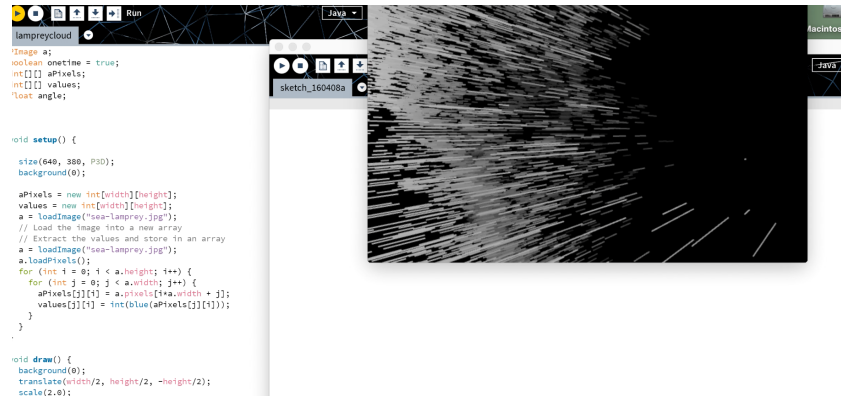 Run
Java
lampreycloud
Image a;
oolean onetime = true;
nt[][] aPixels;
nt[][] values;
loat angle;
oid setup() {
size(640, 380, P3D);
background(0);
aPixels = new int[width][height];
values = new int[width][height];
a = loadImage("sea-lamprey.jpg");
// Load the image into a new array
// Extract the values and store in an array
a = loadImage("sea-lamprey.jpg");
a.loadPixels();
for (int i = 0; i < a.height; i++) {
for (int j = 0; j < a.width; j++) {
aPixels[j][i] = a.pixels[i*a.width + j];
values[j][i] = int(blue(aPixels[j][i]));
}
}
oid draw() {
background(0);
translate(width/2, height/2, -height/2);
scale(2.0);
sketch_160408a
Macintos
Java